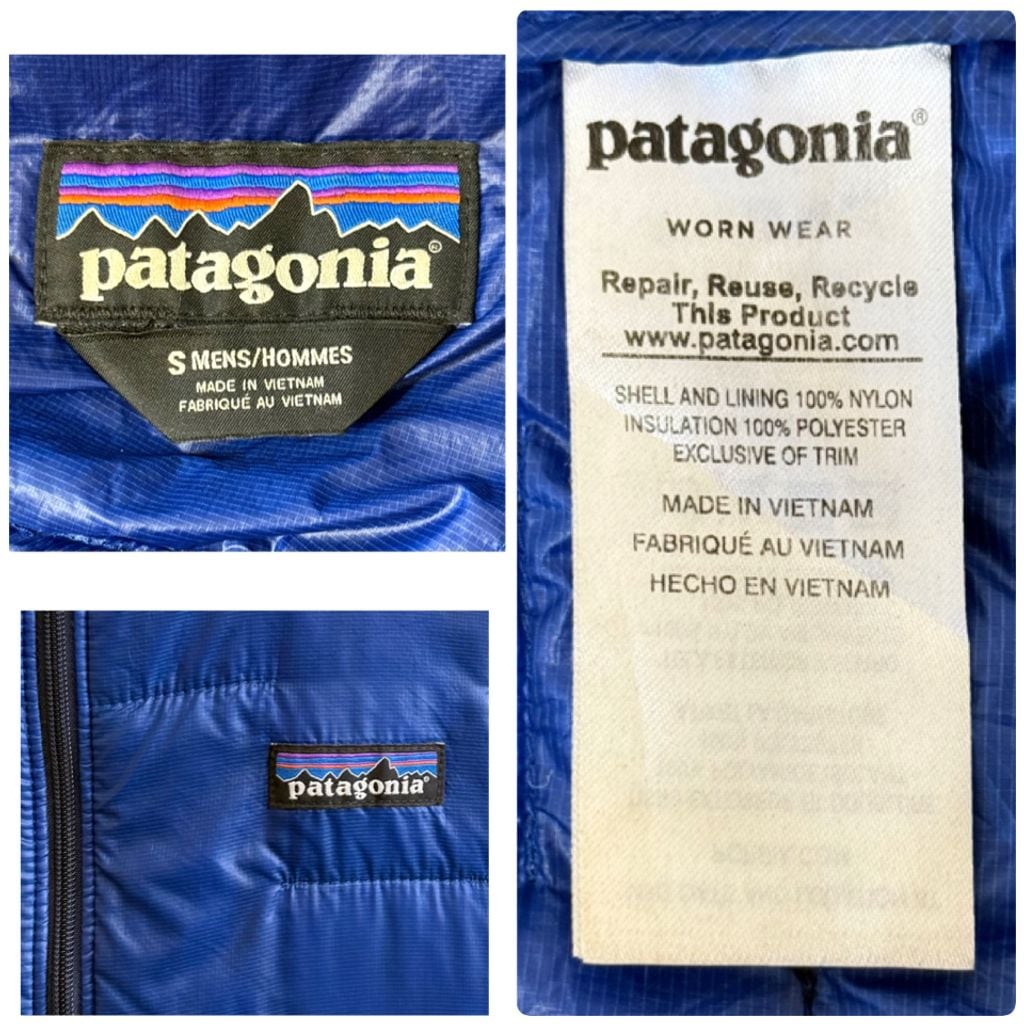 patagonia®
S MENS/HOMMES
MADE IN VIETNAM
FABRIQUÉ AU VIETNAM
patagonia®
patagonia®
WORN WEAR
Repair, Reuse, Recycle
This Product
www.patagonia.com
SHELL AND LINING 100% NYLON
INSULATION 100% POLYESTER
EXCLUSIVE OF TRIM
MADE IN VIETNAM
FABRIQUÉ AU VIETNAM
HECHO EN VIETNAM